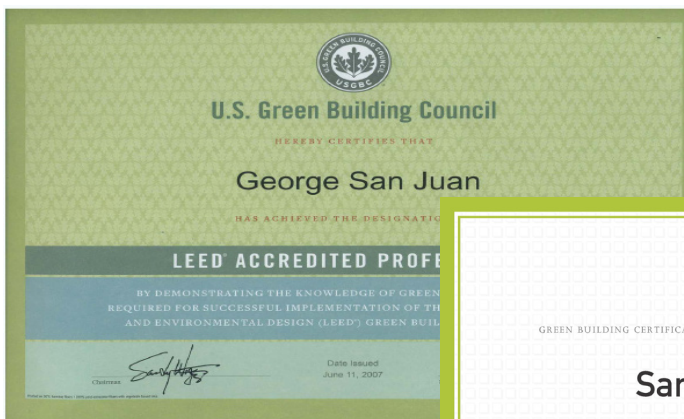 U.S. GREEN BUILDING COUNCIL
USGBC
U.S. Green Building Council
HEREBY CERTIFIES THAT
George San Juan
HAS ACHIEVED THE DESIGNATIO
LEED® ACCREDITED PROFE
BY DEMONSTRATING THE KNOWLEDGE OF GREEN
REQUIRED FOR SUCCESSFUL IMPLEMENTATION OF TH
AND ENVIRONMENTAL DESIGN (LEED®) GREEN BUIL
Chairman
Date Issued
June 11, 2007
GREEN BUILDING CERTIFICA
San